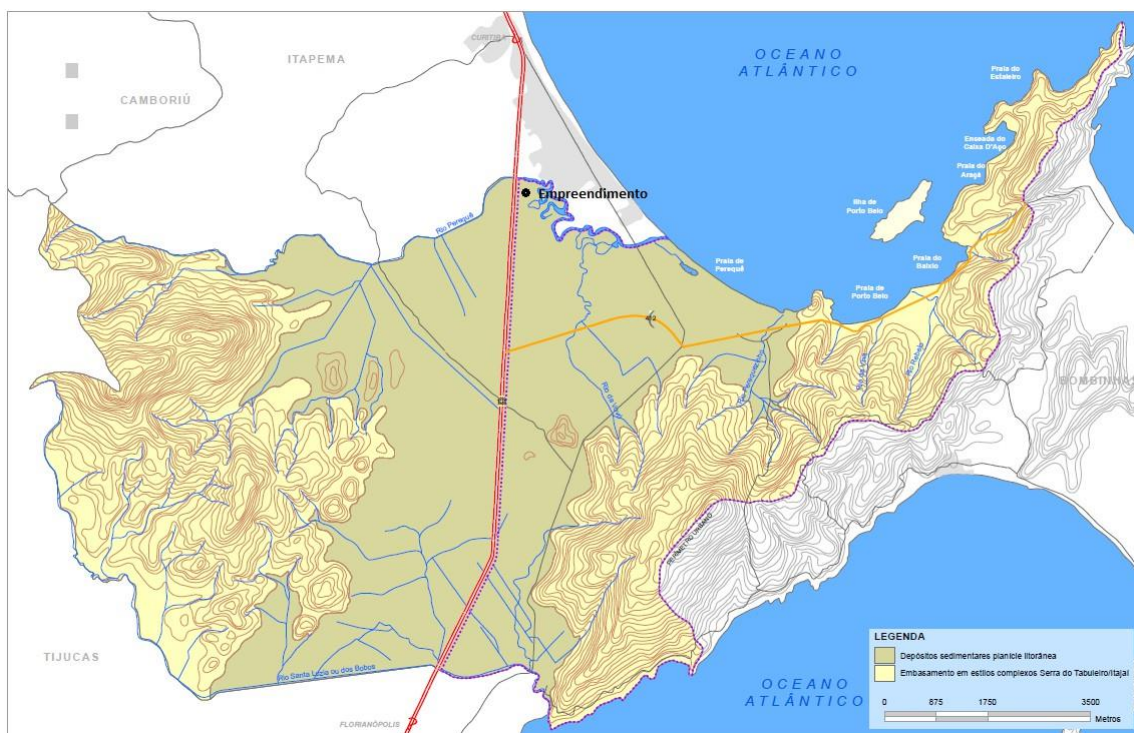 CURITIBA
ITAPEMA
CAMBORIÚ
OCEANO
ATLÂNTICO
Praia do
Estaleiro
Enseada do
Caixa D'Aço
Praia do
Araçá
Ilha de
Porto Belo
Empreendimento
Rio Perequê
Praia de
Perequê
Praia do
Baixio
Praia de
Porto Belo
BOMBINHAS
PERÍMETRO URBANO
TIJUCAS
Rio Santa Luzia ou dos Bobos
FLORIANÓPOLIS
OCEANO
ATLÂNTICO
LEGENDA
Depósitos sedimentares planície litorânea
Embasamento em estilos complexos Serra do Tabuleiro/Itajaí
0 875 1750 3500
Metros